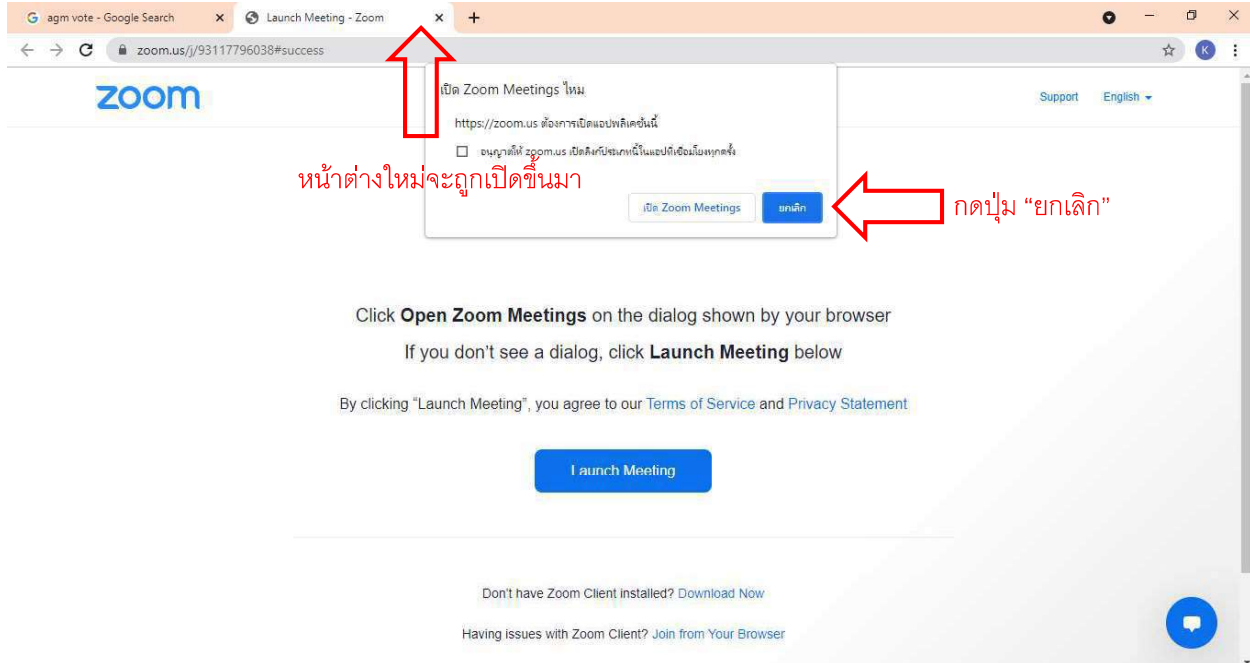 agm vote - Google Search
Launch Meeting - Zoom
zoom.us/j/93117796038#success
K
zoom
Support English
เปิด Zoom Meetings ไหม
https://zoom.us ต้องการเปิดแอปพลิเคชันนี้
อนุญาตให้ zoom.us เปิดลิงก์ประเภทนี้ในแอปที่เชื่อมโยงทุกครั้ง
หน้าต่างใหม่จะถูกเปิดขึ้นมา
เปิด Zoom Meetings ยกเลิก
กดปุ่ม “ยกเลิก”
Click Open Zoom Meetings on the dialog shown by your browser
If you don’t see a dialog, click Launch Meeting below
By clicking “Launch Meeting”, you agree to our Terms of Service and Privacy Statement
Launch Meeting
Don’t have Zoom Client installed? Download Now
Having issues with Zoom Client? Join from Your Browser